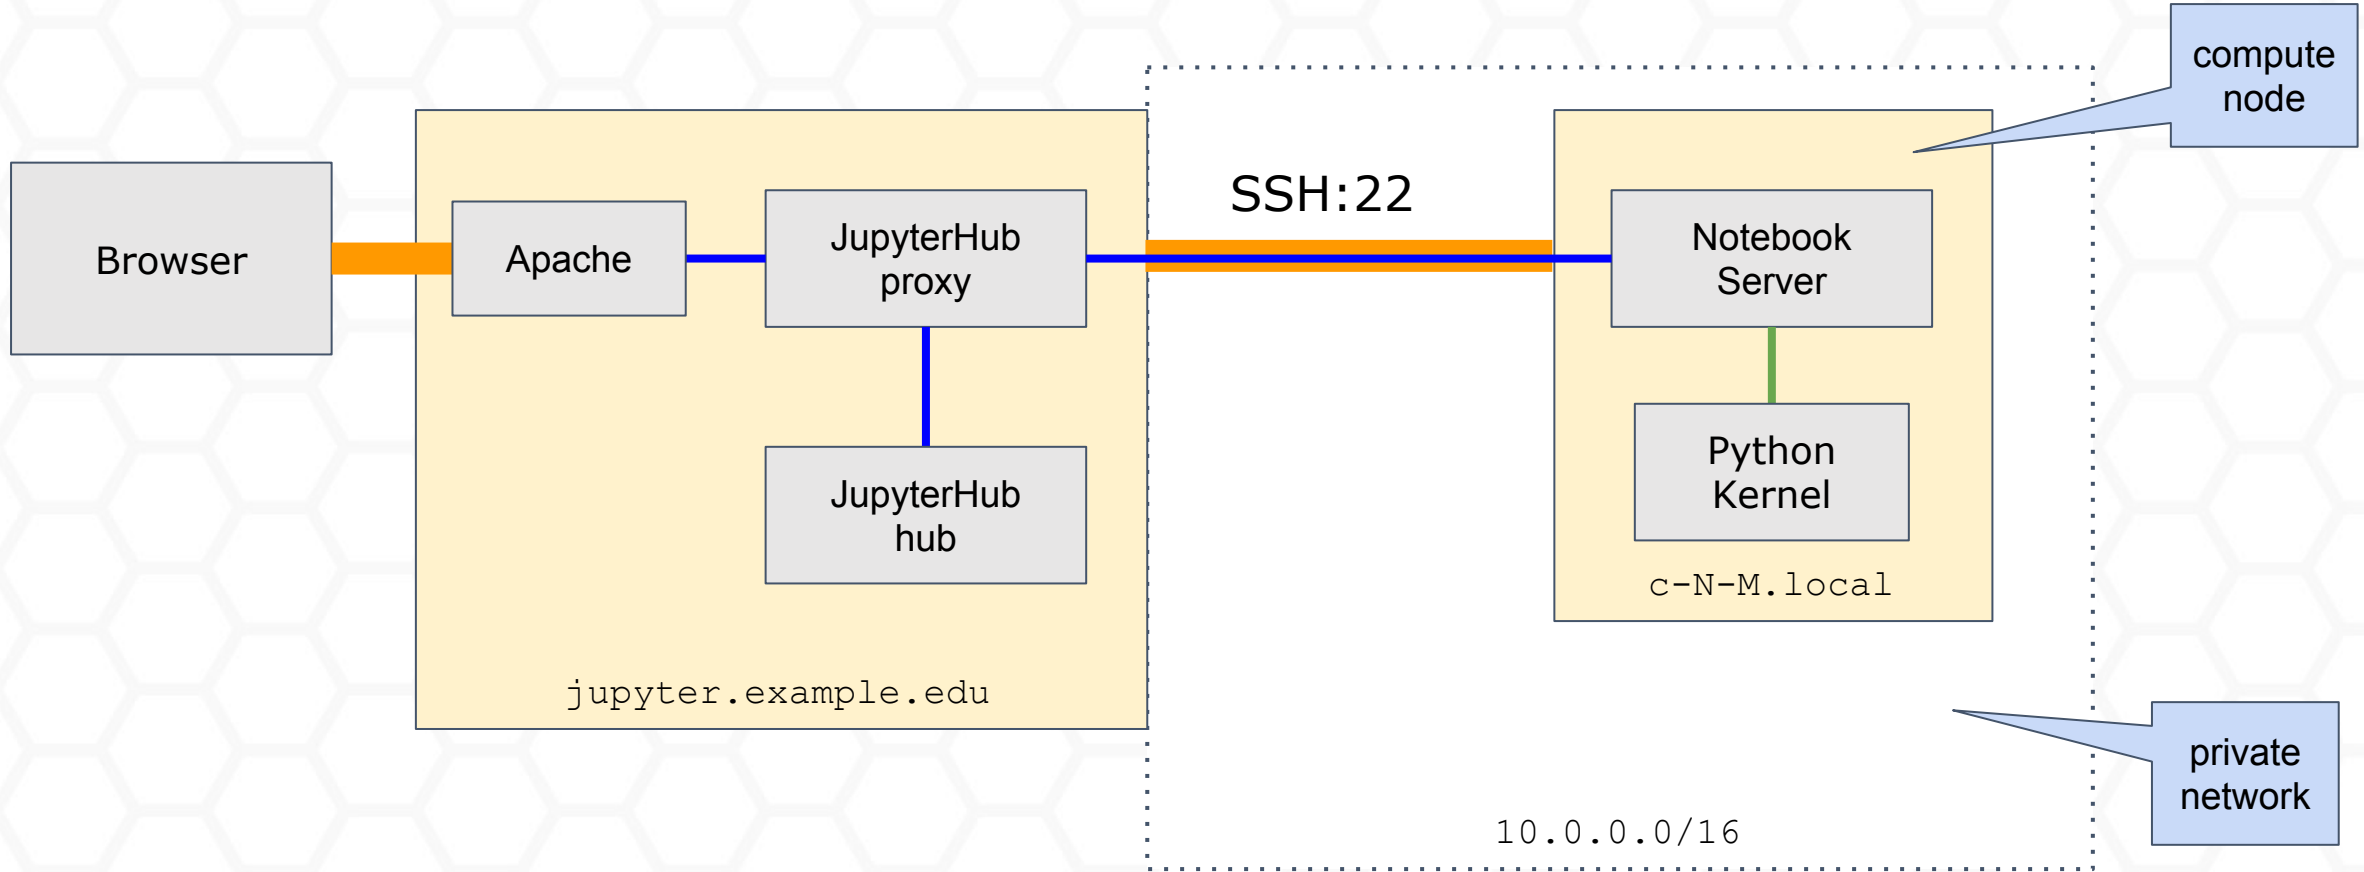 compute
node
SSH:22
Browser
Apache
JupyterHub
proxy
Notebook
Server
JupyterHub
hub
Python
Kernel
c-N-M.local
jupyter.example.edu
private
network
10.0.0.0/16